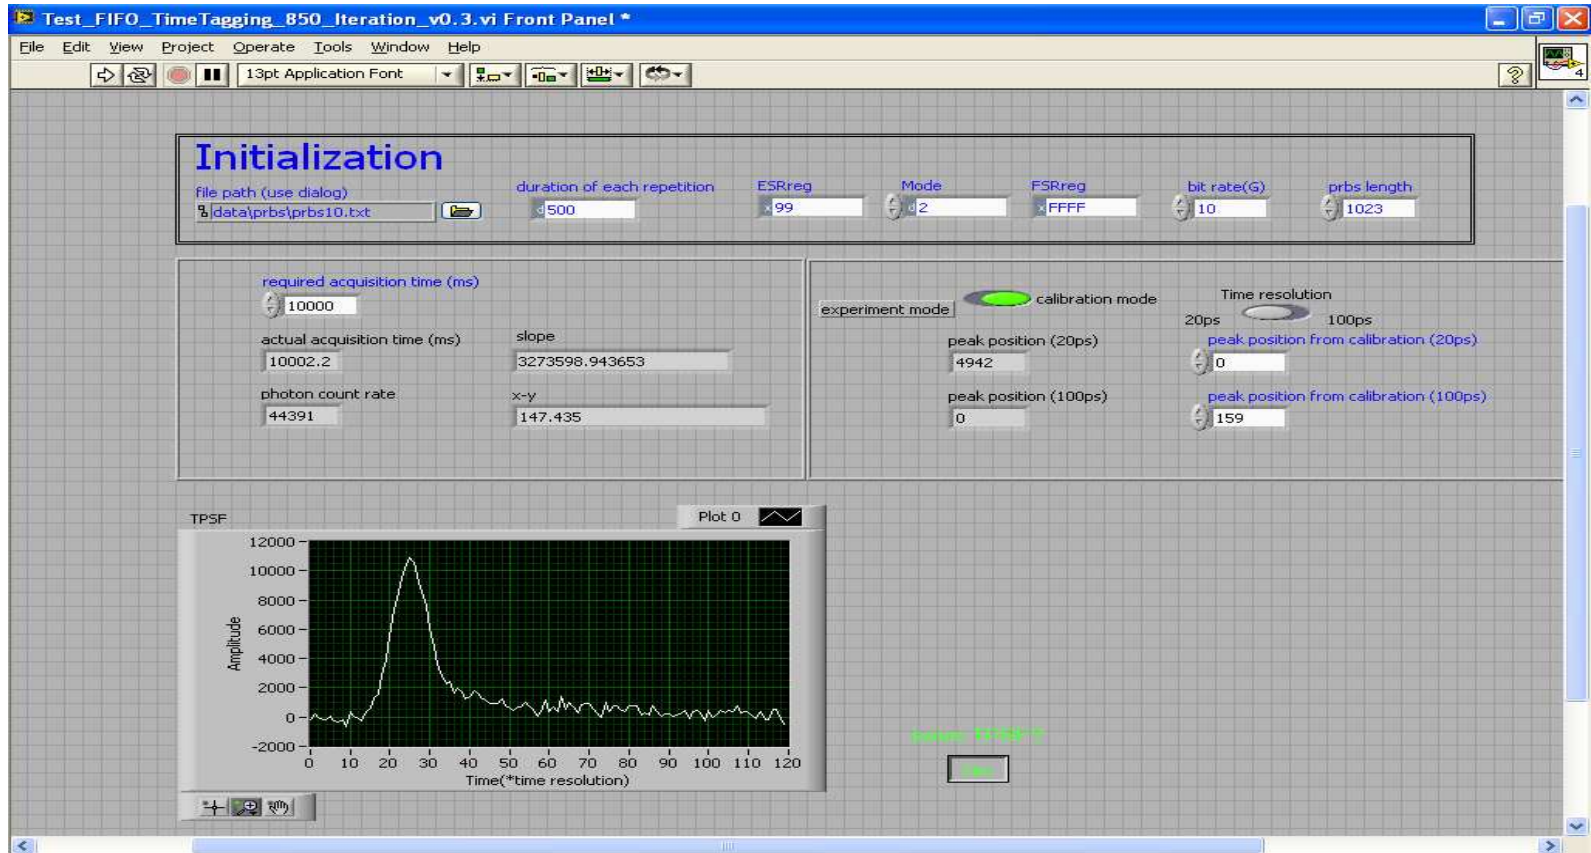 Test_FIFO_TimeTagging_850_Iteration_v0.3.vi Front Panel *
File Edit View Project Operate Tools Window Help
13pt Application Font
4
Initialization
file path (use dialog) duration of each repetition ESRreg Mode FSRreg bit rate(G) prbs length
data\prbs\prbs10.txt d 500 x 99 d 2 x FFFF 10 1023
required acquisition time (ms)
10000
actual acquisition time (ms) slope
10002.2 3273598.943653
photon count rate x-y
44391 147.435
experiment mode calibration mode Time resolution
20ps 100ps
peak position (20ps) peak position from calibration (20ps)
4942 0
peak position (100ps) peak position from calibration (100ps)
0 159
TPSF Plot 0
12000
10000
8000
6000
4000
2000
0
-2000
Amplitude
0 10 20 30 40 50 60 70 80 90 100 110 120
Time(*time resolution)